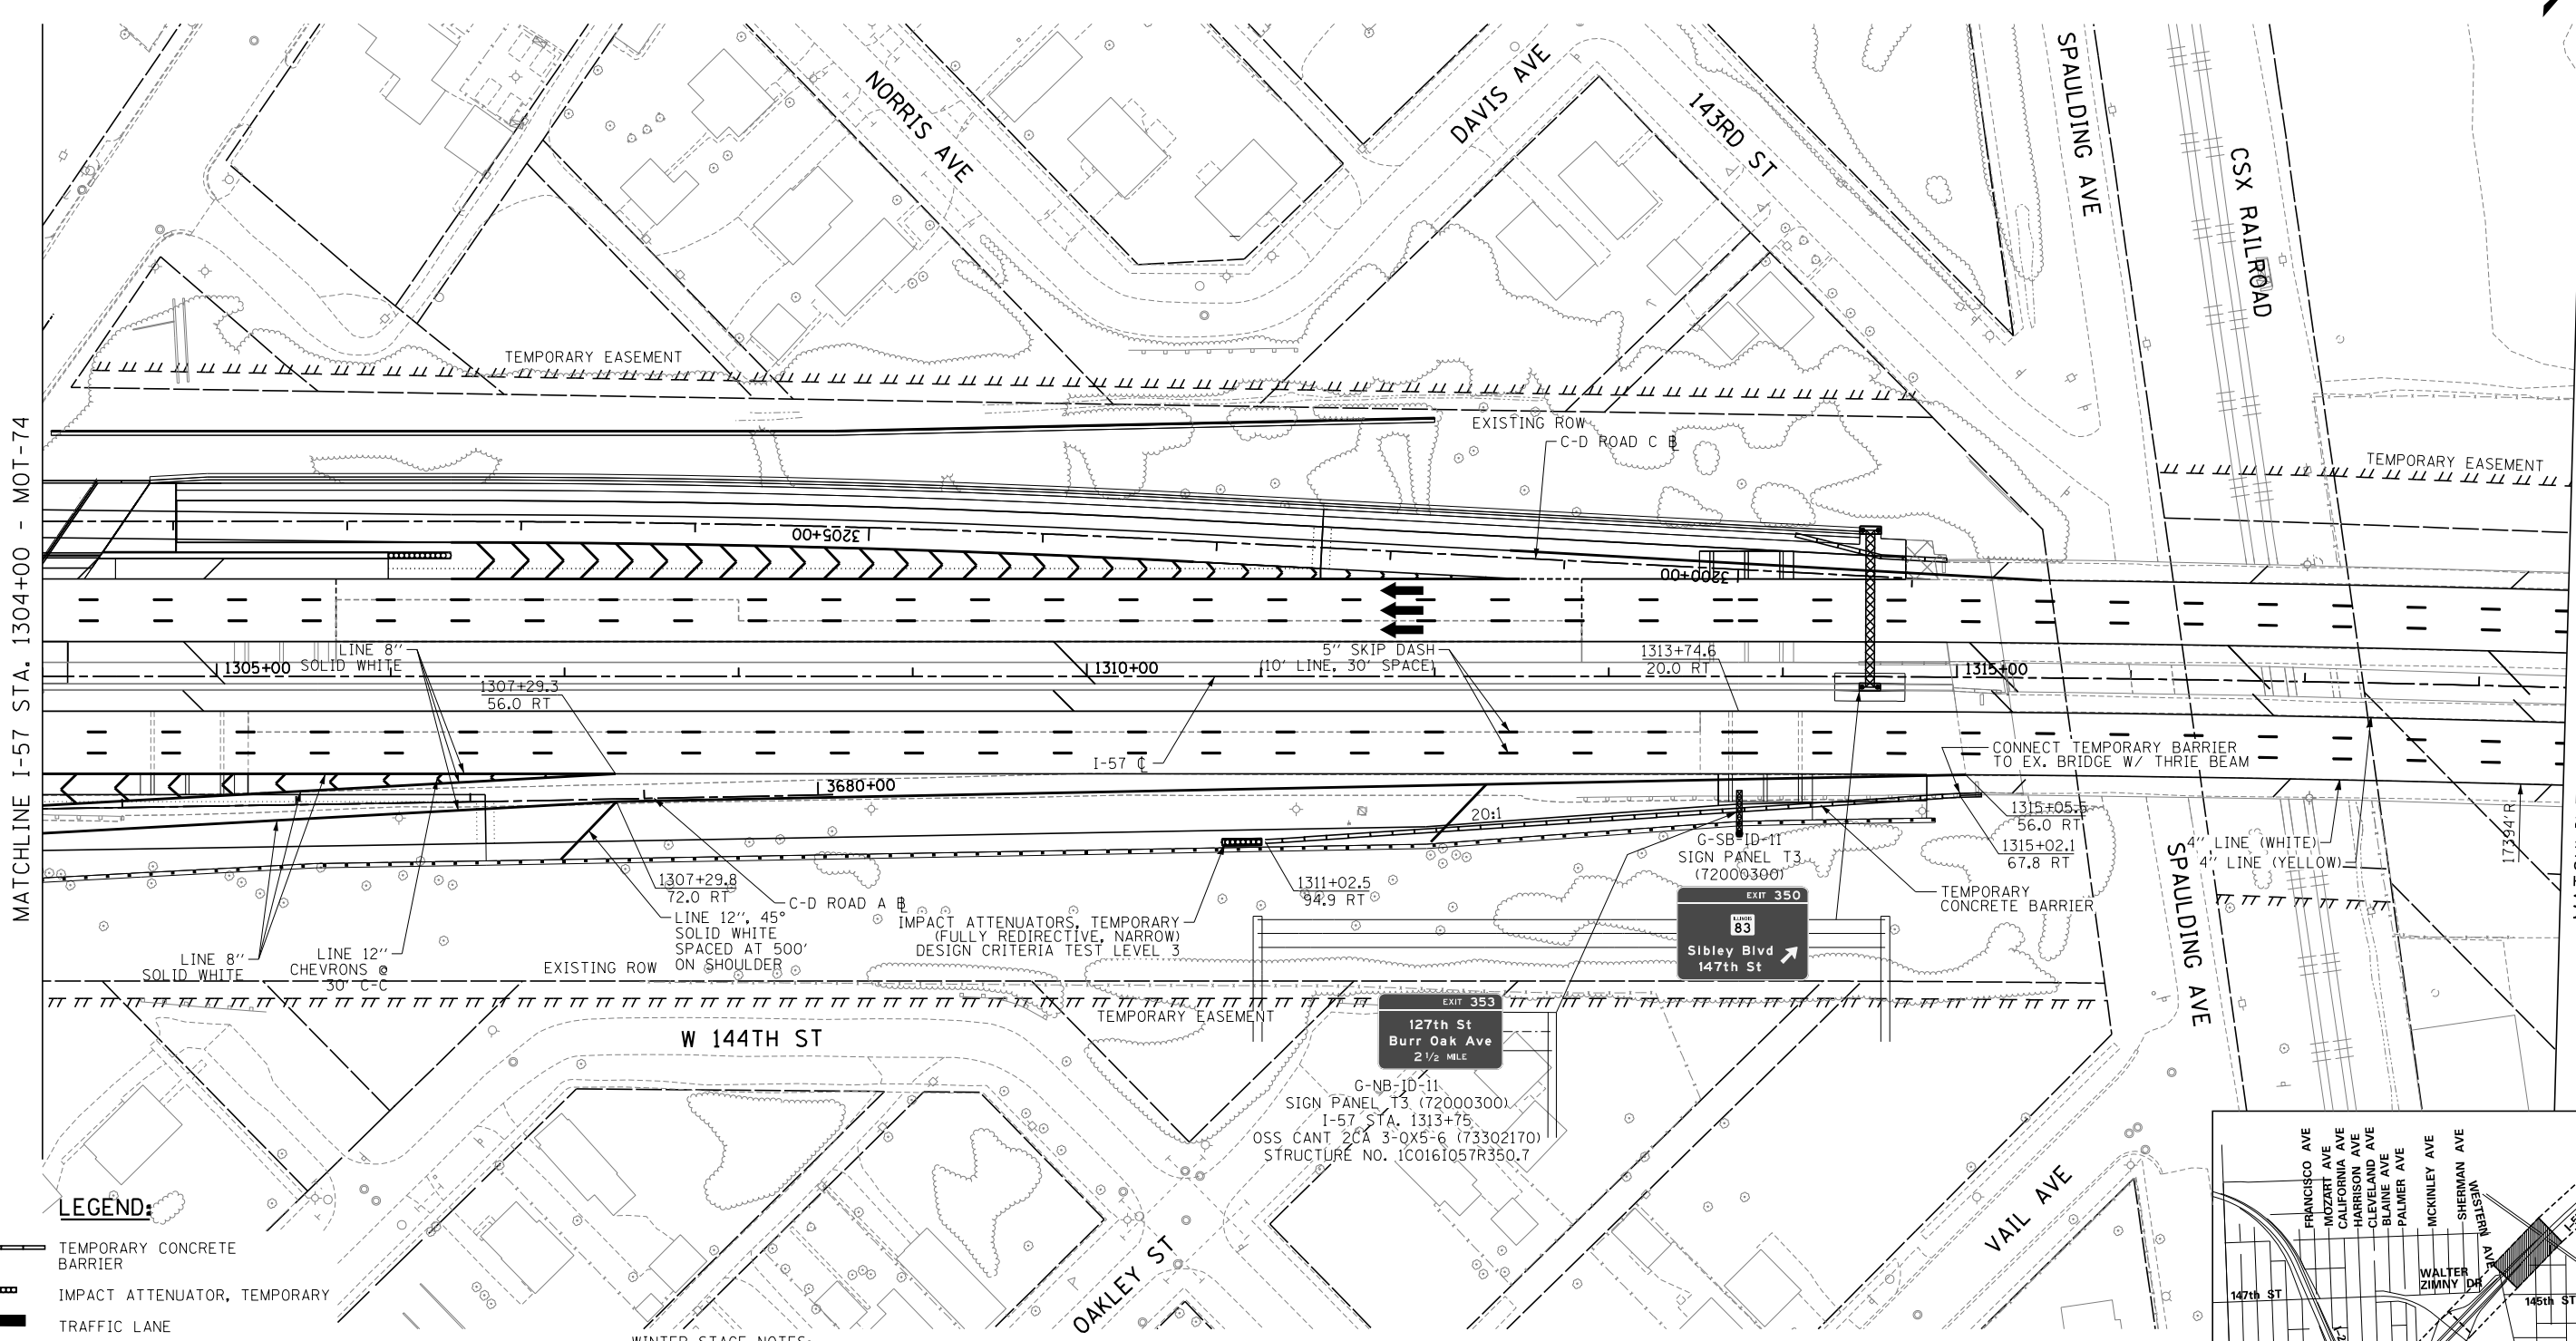 NORRIS AVE
DAVIS AVE
143RD ST
SPAULDING AVE
CSX RAILROAD
TEMPORARY EASEMENT
EXISTING ROW
C-D ROAD C ⅊
TEMPORARY EASEMENT
MATCHLINE I-57 STA. 1304+00 - MOT-74
3205+00
3200+00
LINE 8"
SOLID WHITE
1305+00
1307+29.3
56.0 RT
1310+00
5" SKIP DASH
(10' LINE, 30' SPACE)
1313+74.6
20.0 RT
1315+00
I-57 ℄
3680+00
CONNECT TEMPORARY BARRIER
TO EX. BRIDGE W/ THRIE BEAM
20:1
1315+05.5
56.0 RT
1315+02.1
67.8 RT
4" LINE (WHITE)
4" LINE (YELLOW)
17394'R
G-SB-ID-11
SIGN PANEL T3
(72000300)
1307+29.8
72.0 RT
C-D ROAD A ⅊
1311+02.5
94.9 RT
TEMPORARY
CONCRETE BARRIER
LINE 12", 45°
SOLID WHITE
SPACED AT 500'
ON SHOULDER
IMPACT ATTENUATORS, TEMPORARY
(FULLY REDIRECTIVE, NARROW)
DESIGN CRITERIA TEST LEVEL 3
EXIT 350
ILLINOIS
83
Sibley Blvd
147th St
LINE 8"
SOLID WHITE
LINE 12"
CHEVRONS @
30' C-C
EXISTING ROW
SPAULDING AVE
TEMPORARY EASEMENT
EXIT 353
127th St
Burr Oak Ave
2 1/2 MILE
W 144TH ST
G-NB-ID-11
SIGN PANEL T3 (72000300)
I-57 STA. 1313+75
OSS CANT 2CA 3-0X5-6 (73302170)
STRUCTURE NO. 1C016I057R350.7
OAKLEY ST
VAIL AVE
LEGEND:
TEMPORARY CONCRETE
BARRIER
IMPACT ATTENUATOR, TEMPORARY
TRAFFIC LANE
WINTER STAGE NOTES:
FRANCISCO AVE
MOZART AVE
CALIFORNIA AVE
HARRISON AVE
CLEVELAND AVE
BLAINE AVE
PALMER AVE
MCKINLEY AVE
SHERMAN AVE
WESTERN AVE
WALTER
ZIMNY DR
147th ST
145th ST